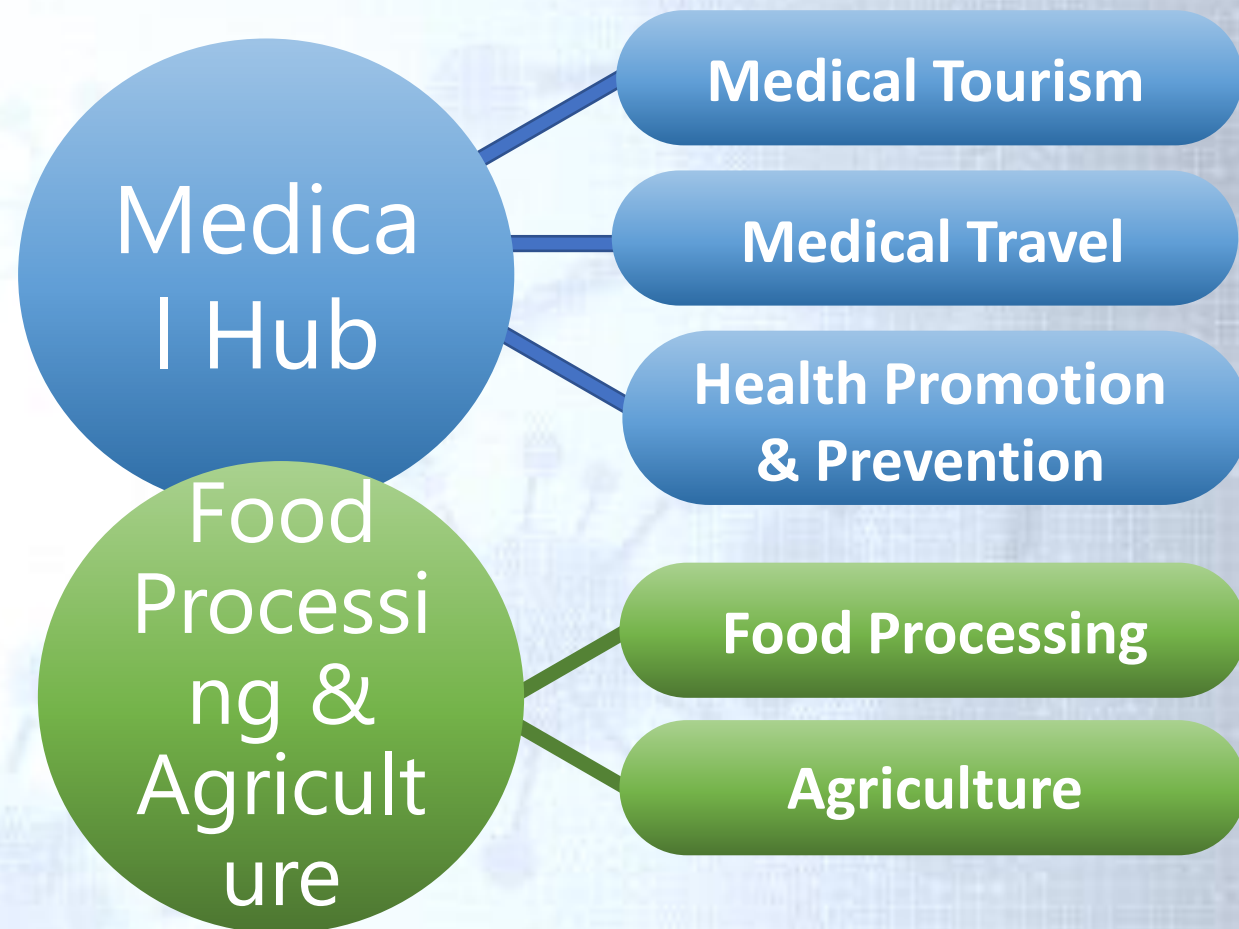 Medica
l Hub
Medical Tourism
Medical Travel
Health Promotion
& Prevention
Food
Processi
ng &
Agricult
ure
Food Processing
Agriculture